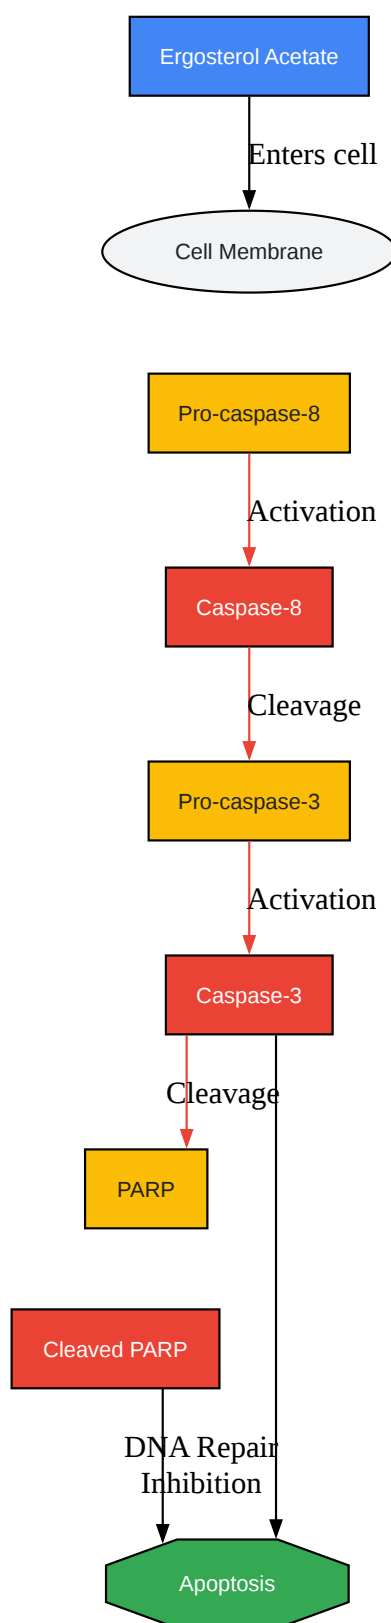 Ergosterol Acetate
Enters cell
Cell Membrane
Pro-caspase-8
Activation
Caspase-8
Cleavage
Pro-caspase-3
Activation
Caspase-3
Cleavage
PARP
Cleaved PARP
DNA Repair
Inhibition
Apoptosis